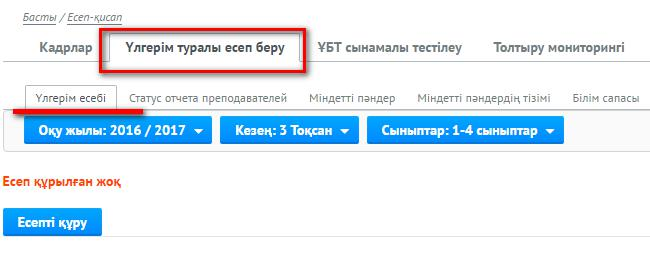 Басты / Есеп-қисап
Кадрлар Үлгерім туралы есеп беру ҰБТ сынамалы тестілеу Толтыру мониторингі
Үлгерім есебі Статус отчета преподавателей Міндетті пәндер Міндетті пәндердің тізімі Білім сапасы
Оқу жылы: 2016 / 2017 Кезең: 3 Тоқсан Сыныптар: 1-4 сыныптар
Есеп құрылған жоқ
Есепті құру